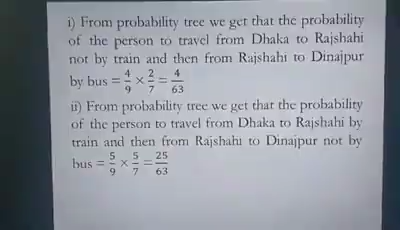 i) From probability tree we get that the probability
of the person to travel from Dhaka to Rajshahi
not by train and then from Rajshahi to Dinajpur
by bus = 4/9 × 2/7 = 4/63
ii) From probability tree we get that the probability
of the person to travel from Dhaka to Rajshahi by
train and then from Rajshahi to Dinajpur not by
bus = 5/9 × 5/7 = 25/63